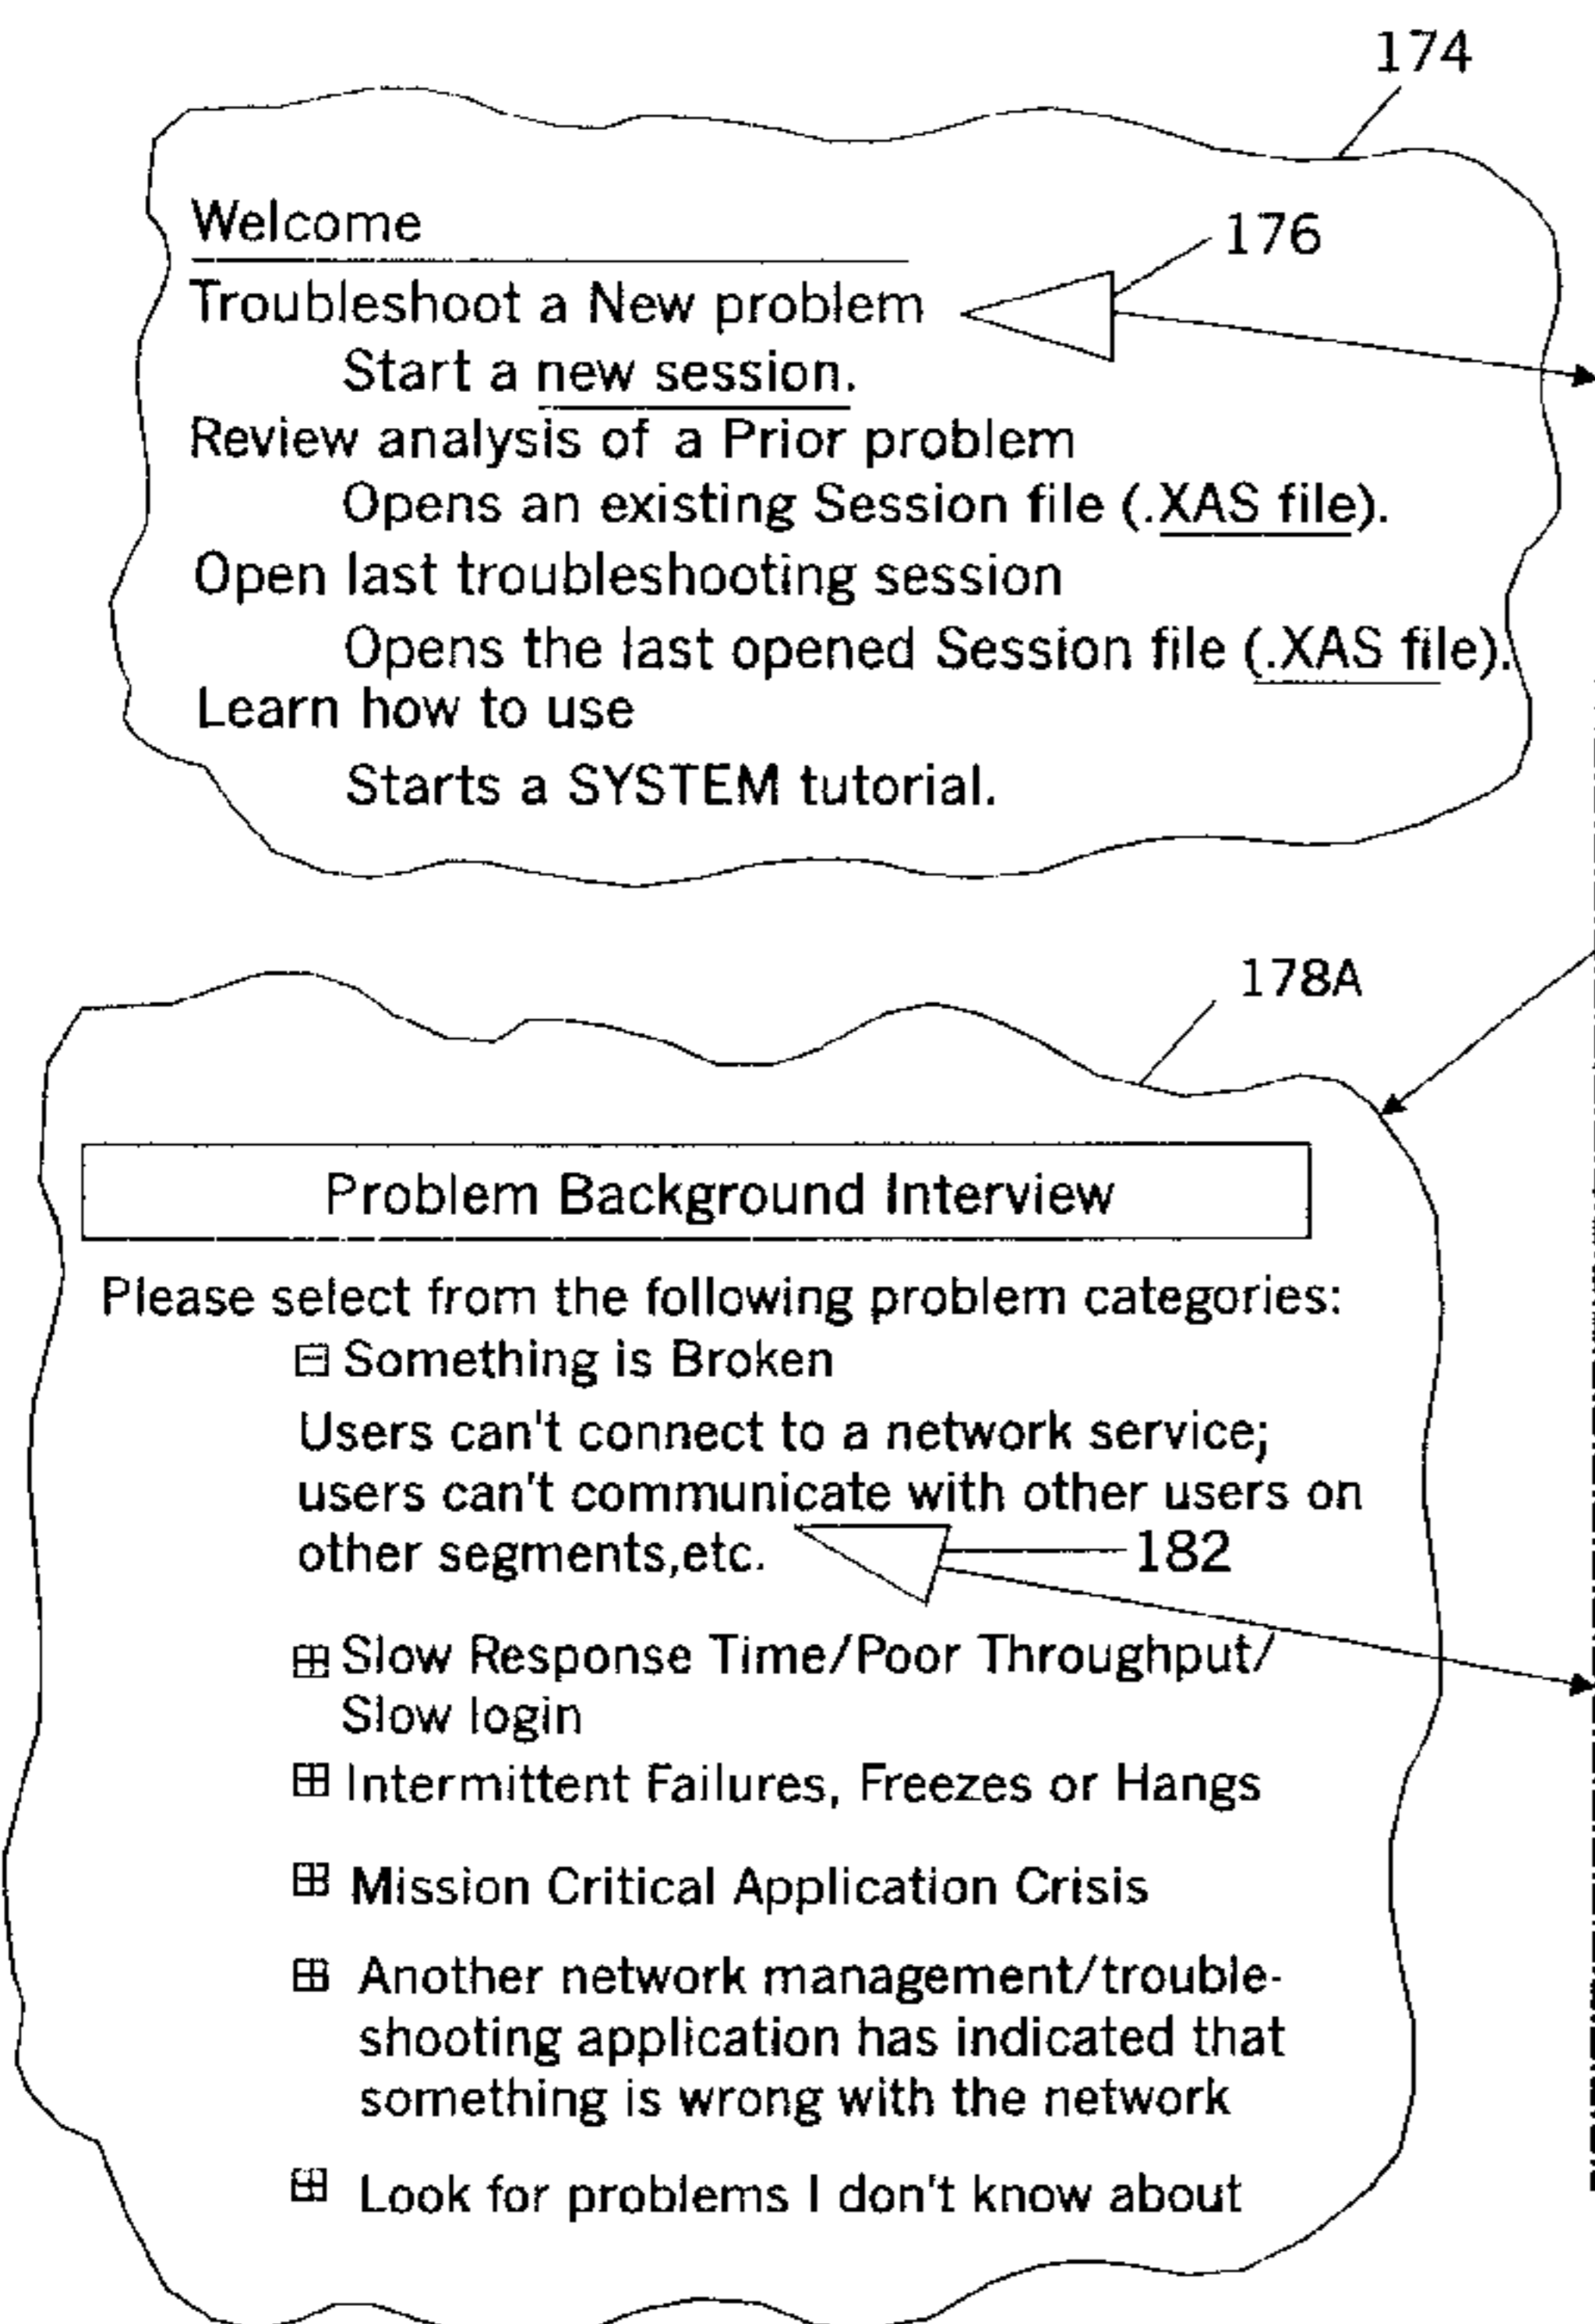 174
Welcome
176
Troubleshoot a New problem
Start a new session.
Review analysis of a Prior problem
Opens an existing Session file (.XAS file).
Open last troubleshooting session
Opens the last opened Session file (.XAS file).
Learn how to use
Starts a SYSTEM tutorial.
178A
Problem Background Interview
Please select from the following problem categories:
⊟ Something is Broken
Users can't connect to a network service;
users can't communicate with other users on
other segments,etc.
182
⊞ Slow Response Time/Poor Throughput/
Slow login
⊞ Intermittent Failures, Freezes or Hangs
⊞ Mission Critical Application Crisis
⊞ Another network management/trouble-
shooting application has indicated that
something is wrong with the network
⊞ Look for problems I don't know about